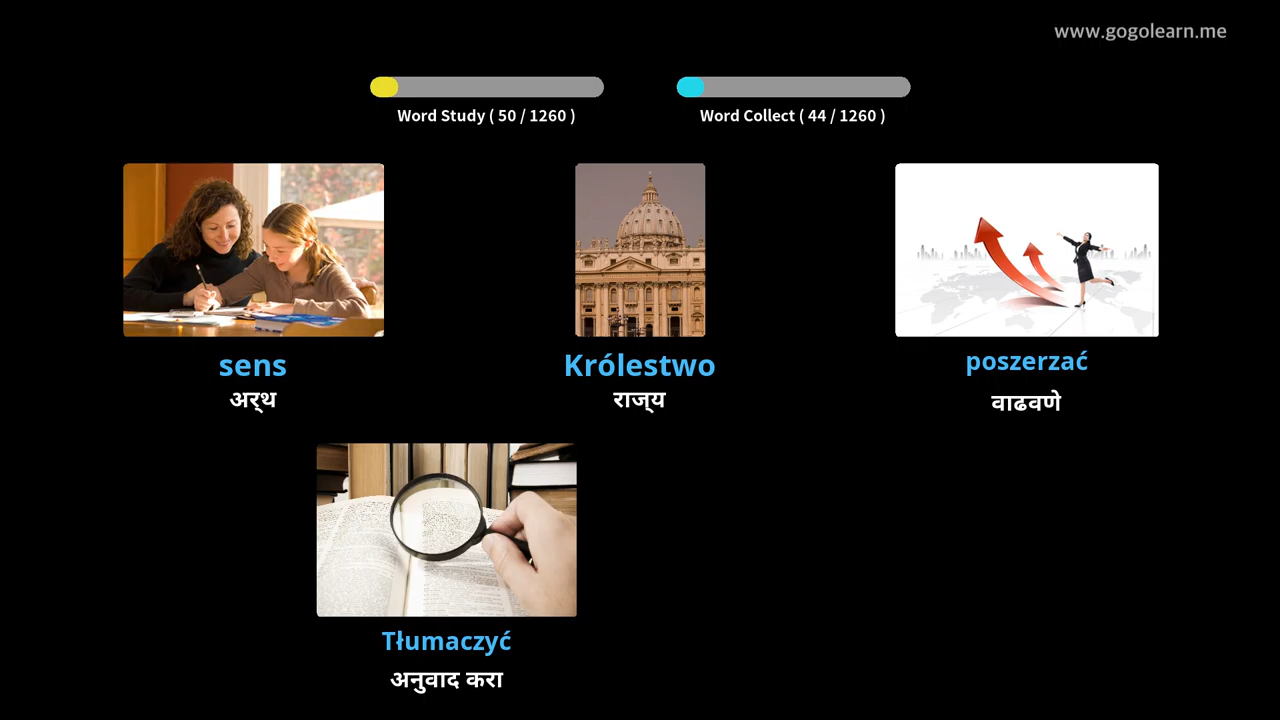 www.gogolearn.me
Word Study ( 50 / 1260 )
Word Collect ( 44 / 1260 )
sens
अर्थ
Królestwo
राज्य
poszerzać
वाढवणे
Tłumaczyć
अनुवाद करा